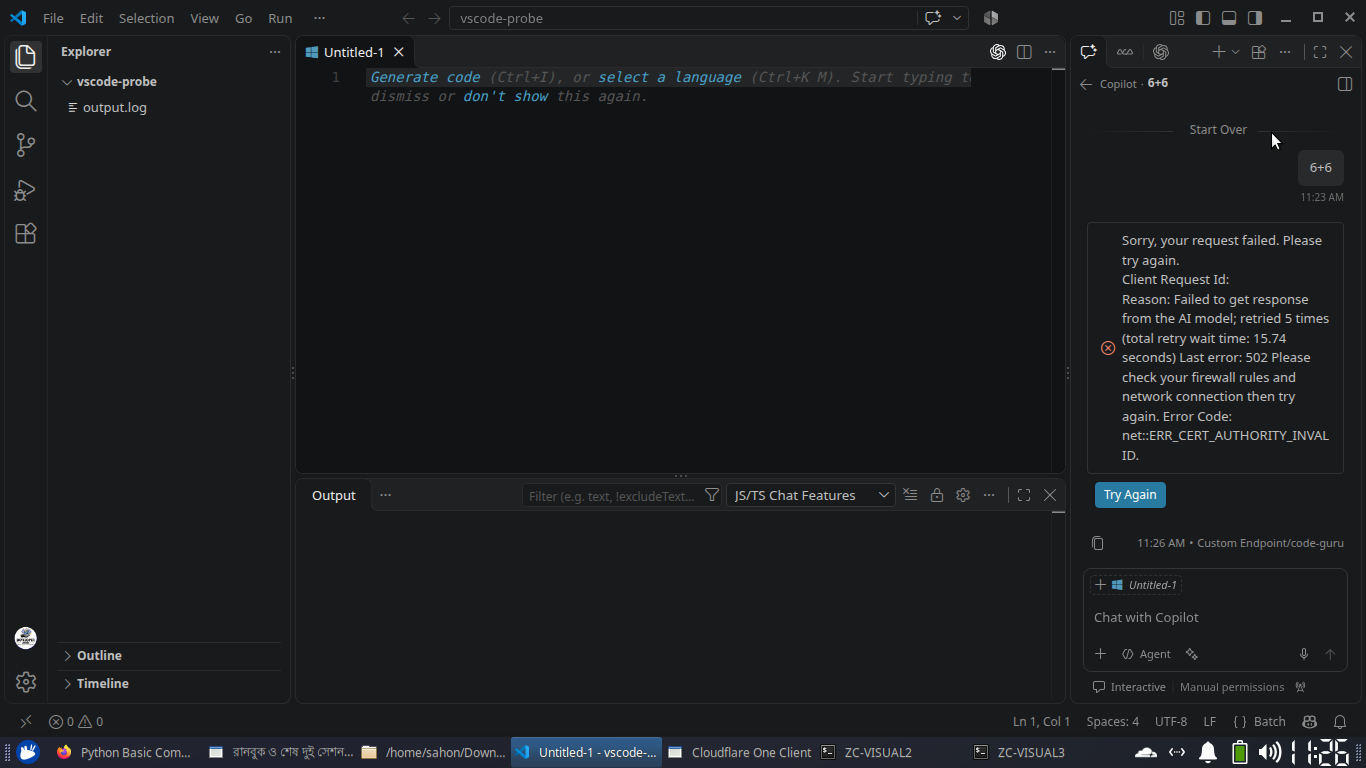 File Edit Selection View Go Run ··· vscode-probe
Explorer
vscode-probe
output.log
Outline
Timeline
Untitled-1
1 Generate code (Ctrl+I), or select a language (Ctrl+K M). Start typing t
dismiss or don't show this again.
Output
Filter (e.g. text, !excludeText...
JS/TS Chat Features
Copilot · 6+6
Start Over
6+6
11:23 AM
Sorry, your request failed. Please
try again.
Client Request Id:
Reason: Failed to get response
from the AI model; retried 5 times
(total retry wait time: 15.74
seconds) Last error: 502 Please
check your firewall rules and
network connection then try
again. Error Code:
net::ERR_CERT_AUTHORITY_INVAL
ID.
Try Again
11:26 AM • Custom Endpoint/code-guru
Untitled-1
Chat with Copilot
Agent
Interactive Manual permissions
0 0 Ln 1, Col 1 Spaces: 4 UTF-8 LF { } Batch
Python Basic Com... রানবুক ও শেষ দুই সেশন... /home/sahon/Down... Untitled-1 - vscode-... Cloudflare One Client ZC-VISUAL2 ZC-VISUAL3 11:26